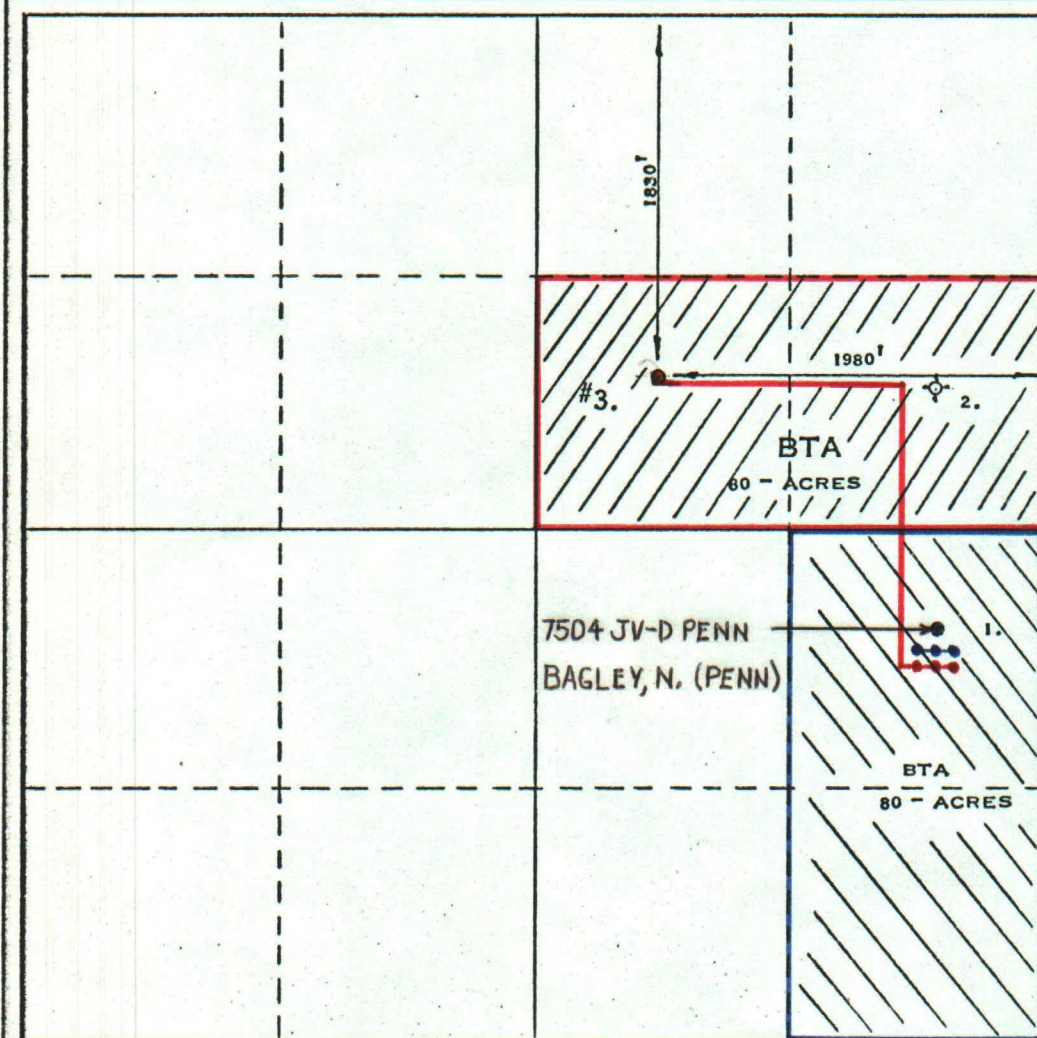 1830'
1980'
#3.
2.
BTA
80 - ACRES
7504 JV-D PENN
1.
BAGLEY, N. (PENN)
BTA
80 - ACRES